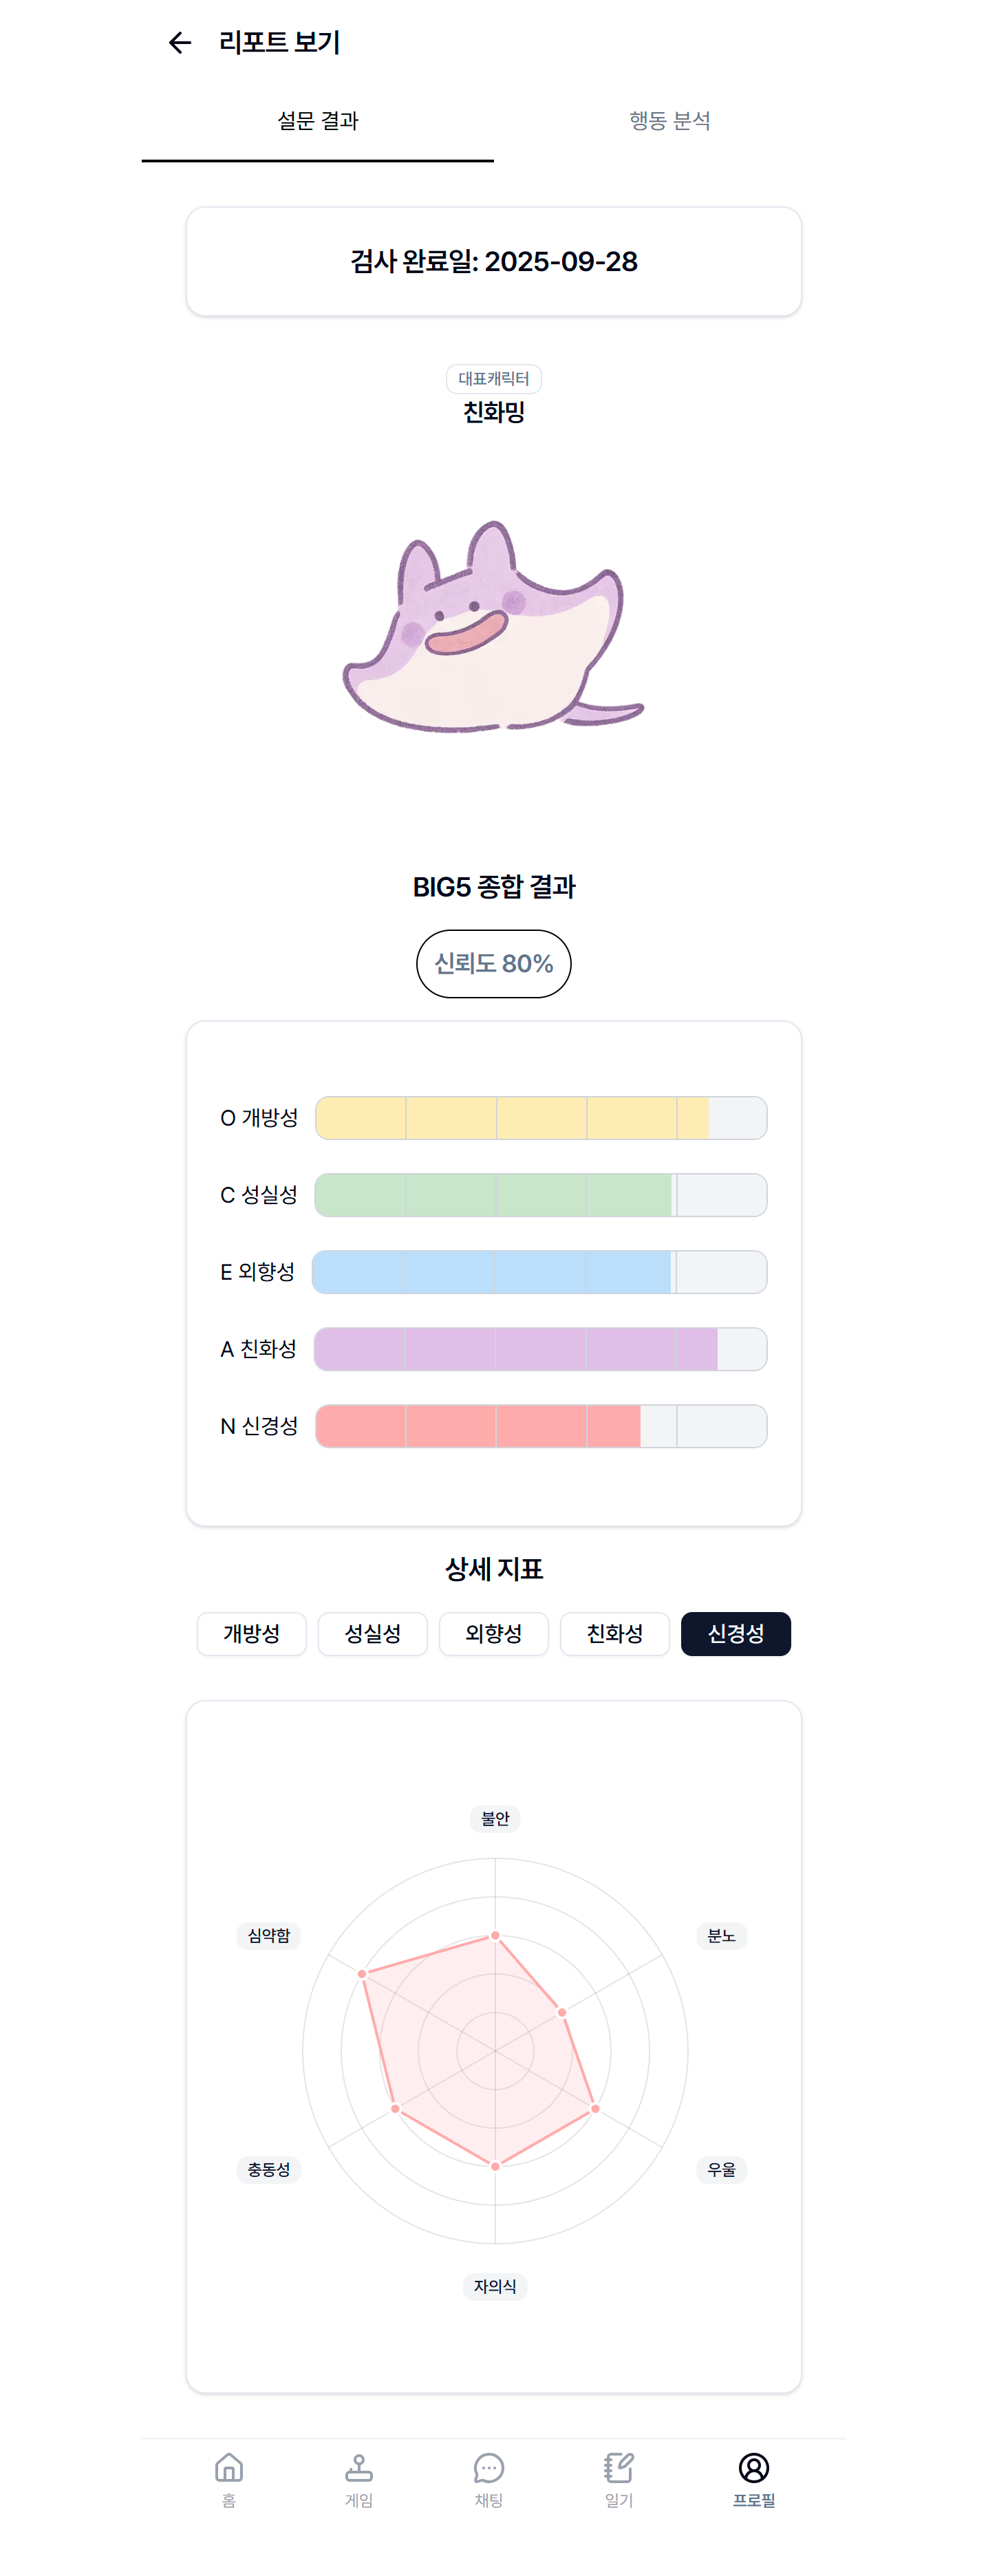 리포트 보기
설문 결과 행동 분석
검사 완료일: 2025-09-28
대표캐릭터
친화밍
BIG5 종합 결과
신뢰도 80%
O 개방성
C 성실성
E 외향성
A 친화성
N 신경성
상세 지표
개방성 성실성 외향성 친화성 신경성
불안
심약함 분노
충동성 우울
자의식
홈 게임 채팅 일기 프로필